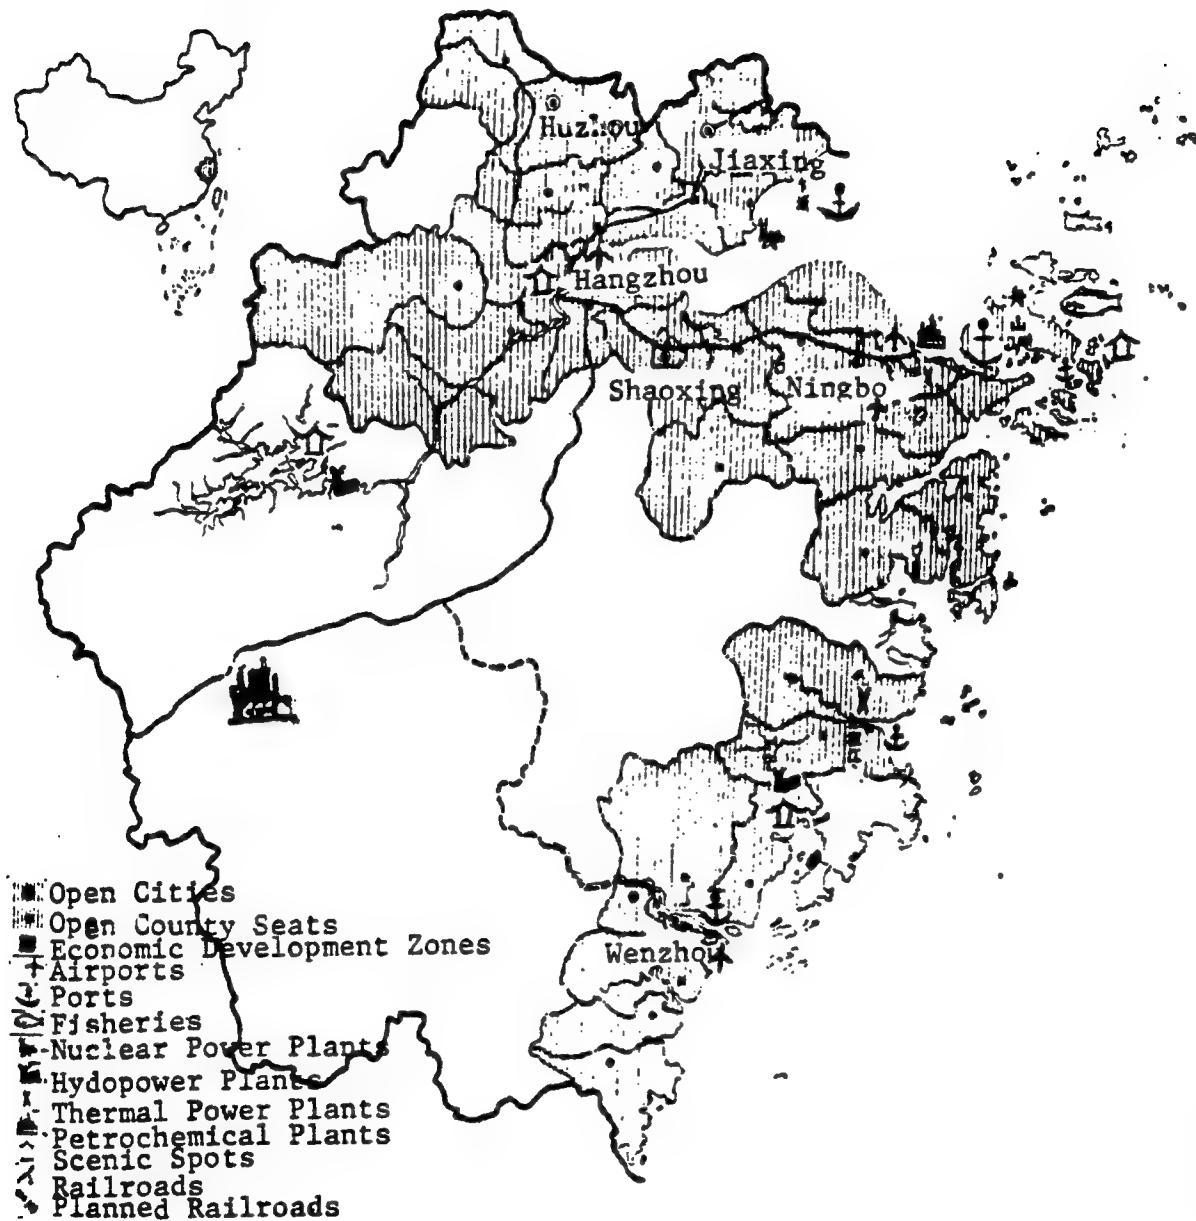 Huzhou
Jiaxing
Hangzhou
Shaoxing
Ningbo
Wenzhou
Open Cities
Open County Seats
Economic Development Zones
Airports
Ports
Fisheries
Nuclear Power Plants
Hydopower Plants
Thermal Power Plants
Petrochemical Plants
Scenic Spots
Railroads
Planned Railroads